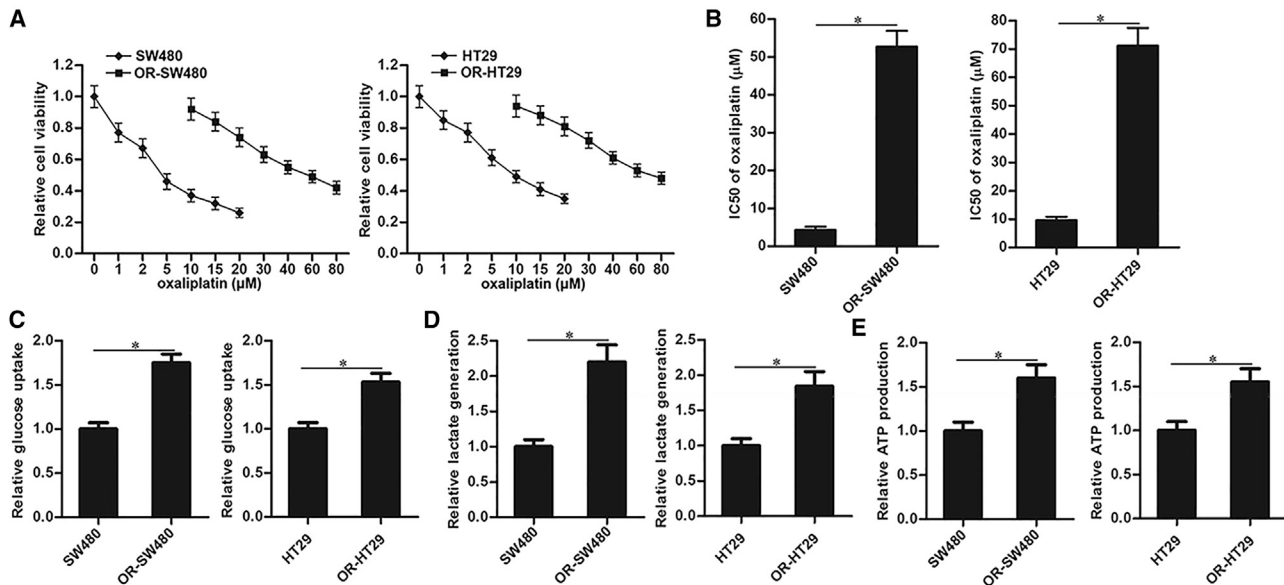 A
SW480
OR-SW480
Relative cell viability
1.2
1.0
0.8
0.6
0.4
0.2
0.0
0 1 2 5 10 15 20 30 40 60 80
oxaliplatin (μM)
HT29
OR-HT29
Relative cell viability
1.2
1.0
0.8
0.6
0.4
0.2
0.0
0 1 2 5 10 15 20 30 40 60 80
oxaliplatin (μM)
B
IC50 of oxaliplatin (μM)
60
50
40
30
20
10
0
*
SW480
OR-SW480
IC50 of oxaliplatin (μM)
80
70
60
50
40
30
20
10
0
*
HT29
OR-HT29
C
Relative glucose uptake
2.0
1.5
1.0
0.5
0.0
*
SW480
OR-SW480
Relative glucose uptake
2.0
1.5
1.0
0.5
0.0
*
HT29
OR-HT29
D
Relative lactate generation
2.5
2.0
1.5
1.0
0.5
0.0
*
SW480
OR-SW480
Relative lactate generation
2.5
2.0
1.5
1.0
0.5
0.0
*
HT29
OR-HT29
E
Relative ATP production
2.0
1.5
1.0
0.5
0.0
*
SW480
OR-SW480
Relative ATP production
2.0
1.5
1.0
0.5
0.0
*
HT29
OR-HT29